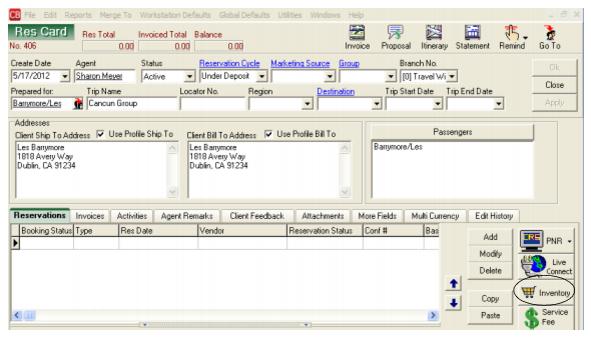 CB File Edit Reports Merge To Workstation Defaults Global Defaults Utilities Windows Help
Res Card Res Total Invoiced Total Balance
No. 406 0.00 0.00 0.00 Invoice Proposal Itinerary Statement Remind Go To
Create Date Agent Status Reservation Cycle Marketing Source Group Branch No.
5/17/2012 Sharon Meyer Active Under Deposit [0] Travel Wi
Ok
Close
Apply
Prepared for: Trip Name Locator No. Region Destination Trip Start Date Trip End Date
Barrymore/Les Cancun Group
Addresses
Client Ship To Address Use Profile Ship To Client Bill To Address Use Profile Bill To Passengers
Les Barrymore Les Barrymore Barrymore/Les
1818 Avery Way 1818 Avery Way
Dublin, CA 91234 Dublin, CA 91234
Reservations Invoices Activities Agent Remarks Client Feedback Attachments More Fields Multi Currency Edit History
Booking Status Type Res Date Vendor Reservation Status Conf # Bas
Add PNR
Modify
Live
Delete Connect
Inventory
Copy
Paste Service
Fee